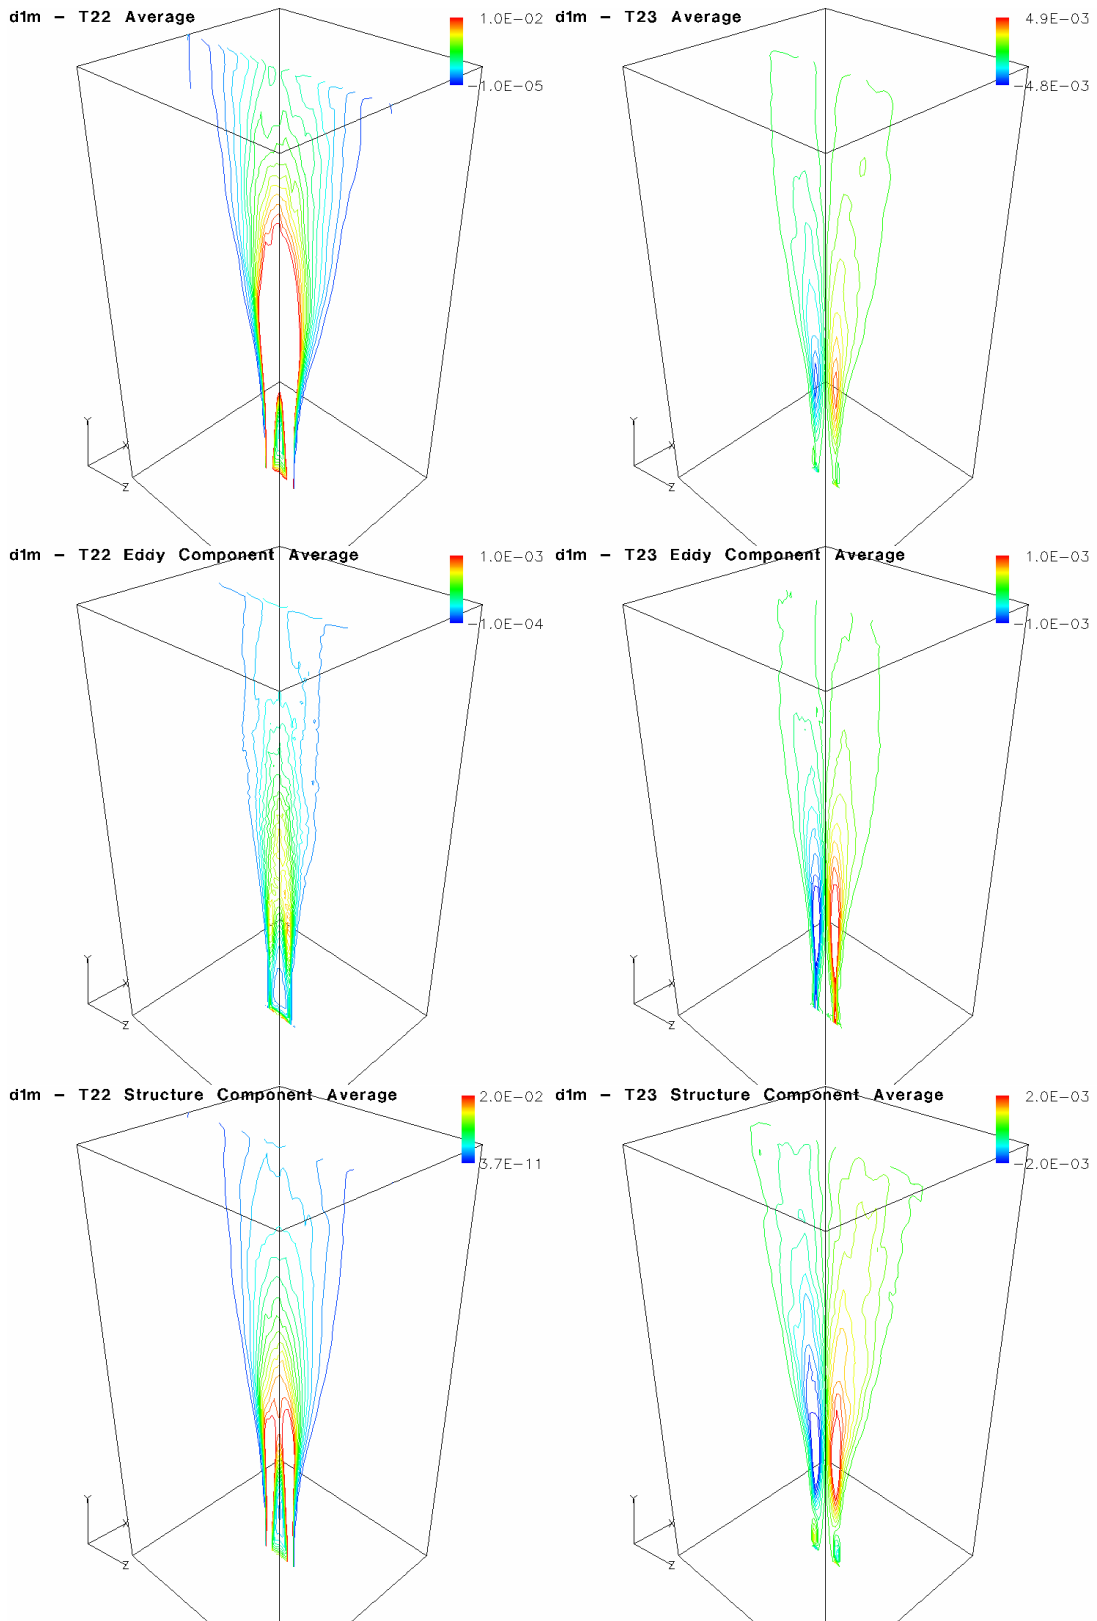 d1m – T22 Average
1.0E-02
-1.0E-05
Y
X
Z
d1m – T23 Average
4.9E-03
-4.8E-03
Y
X
Z
d1m – T22 Eddy Component Average
1.0E-03
-1.0E-04
Y
X
Z
d1m – T23 Eddy Component Average
1.0E-03
-1.0E-03
Y
X
Z
d1m – T22 Structure Component Average
2.0E-02
3.7E-11
Y
X
Z
d1m – T23 Structure Component Average
2.0E-03
-2.0E-03
Y
X
Z